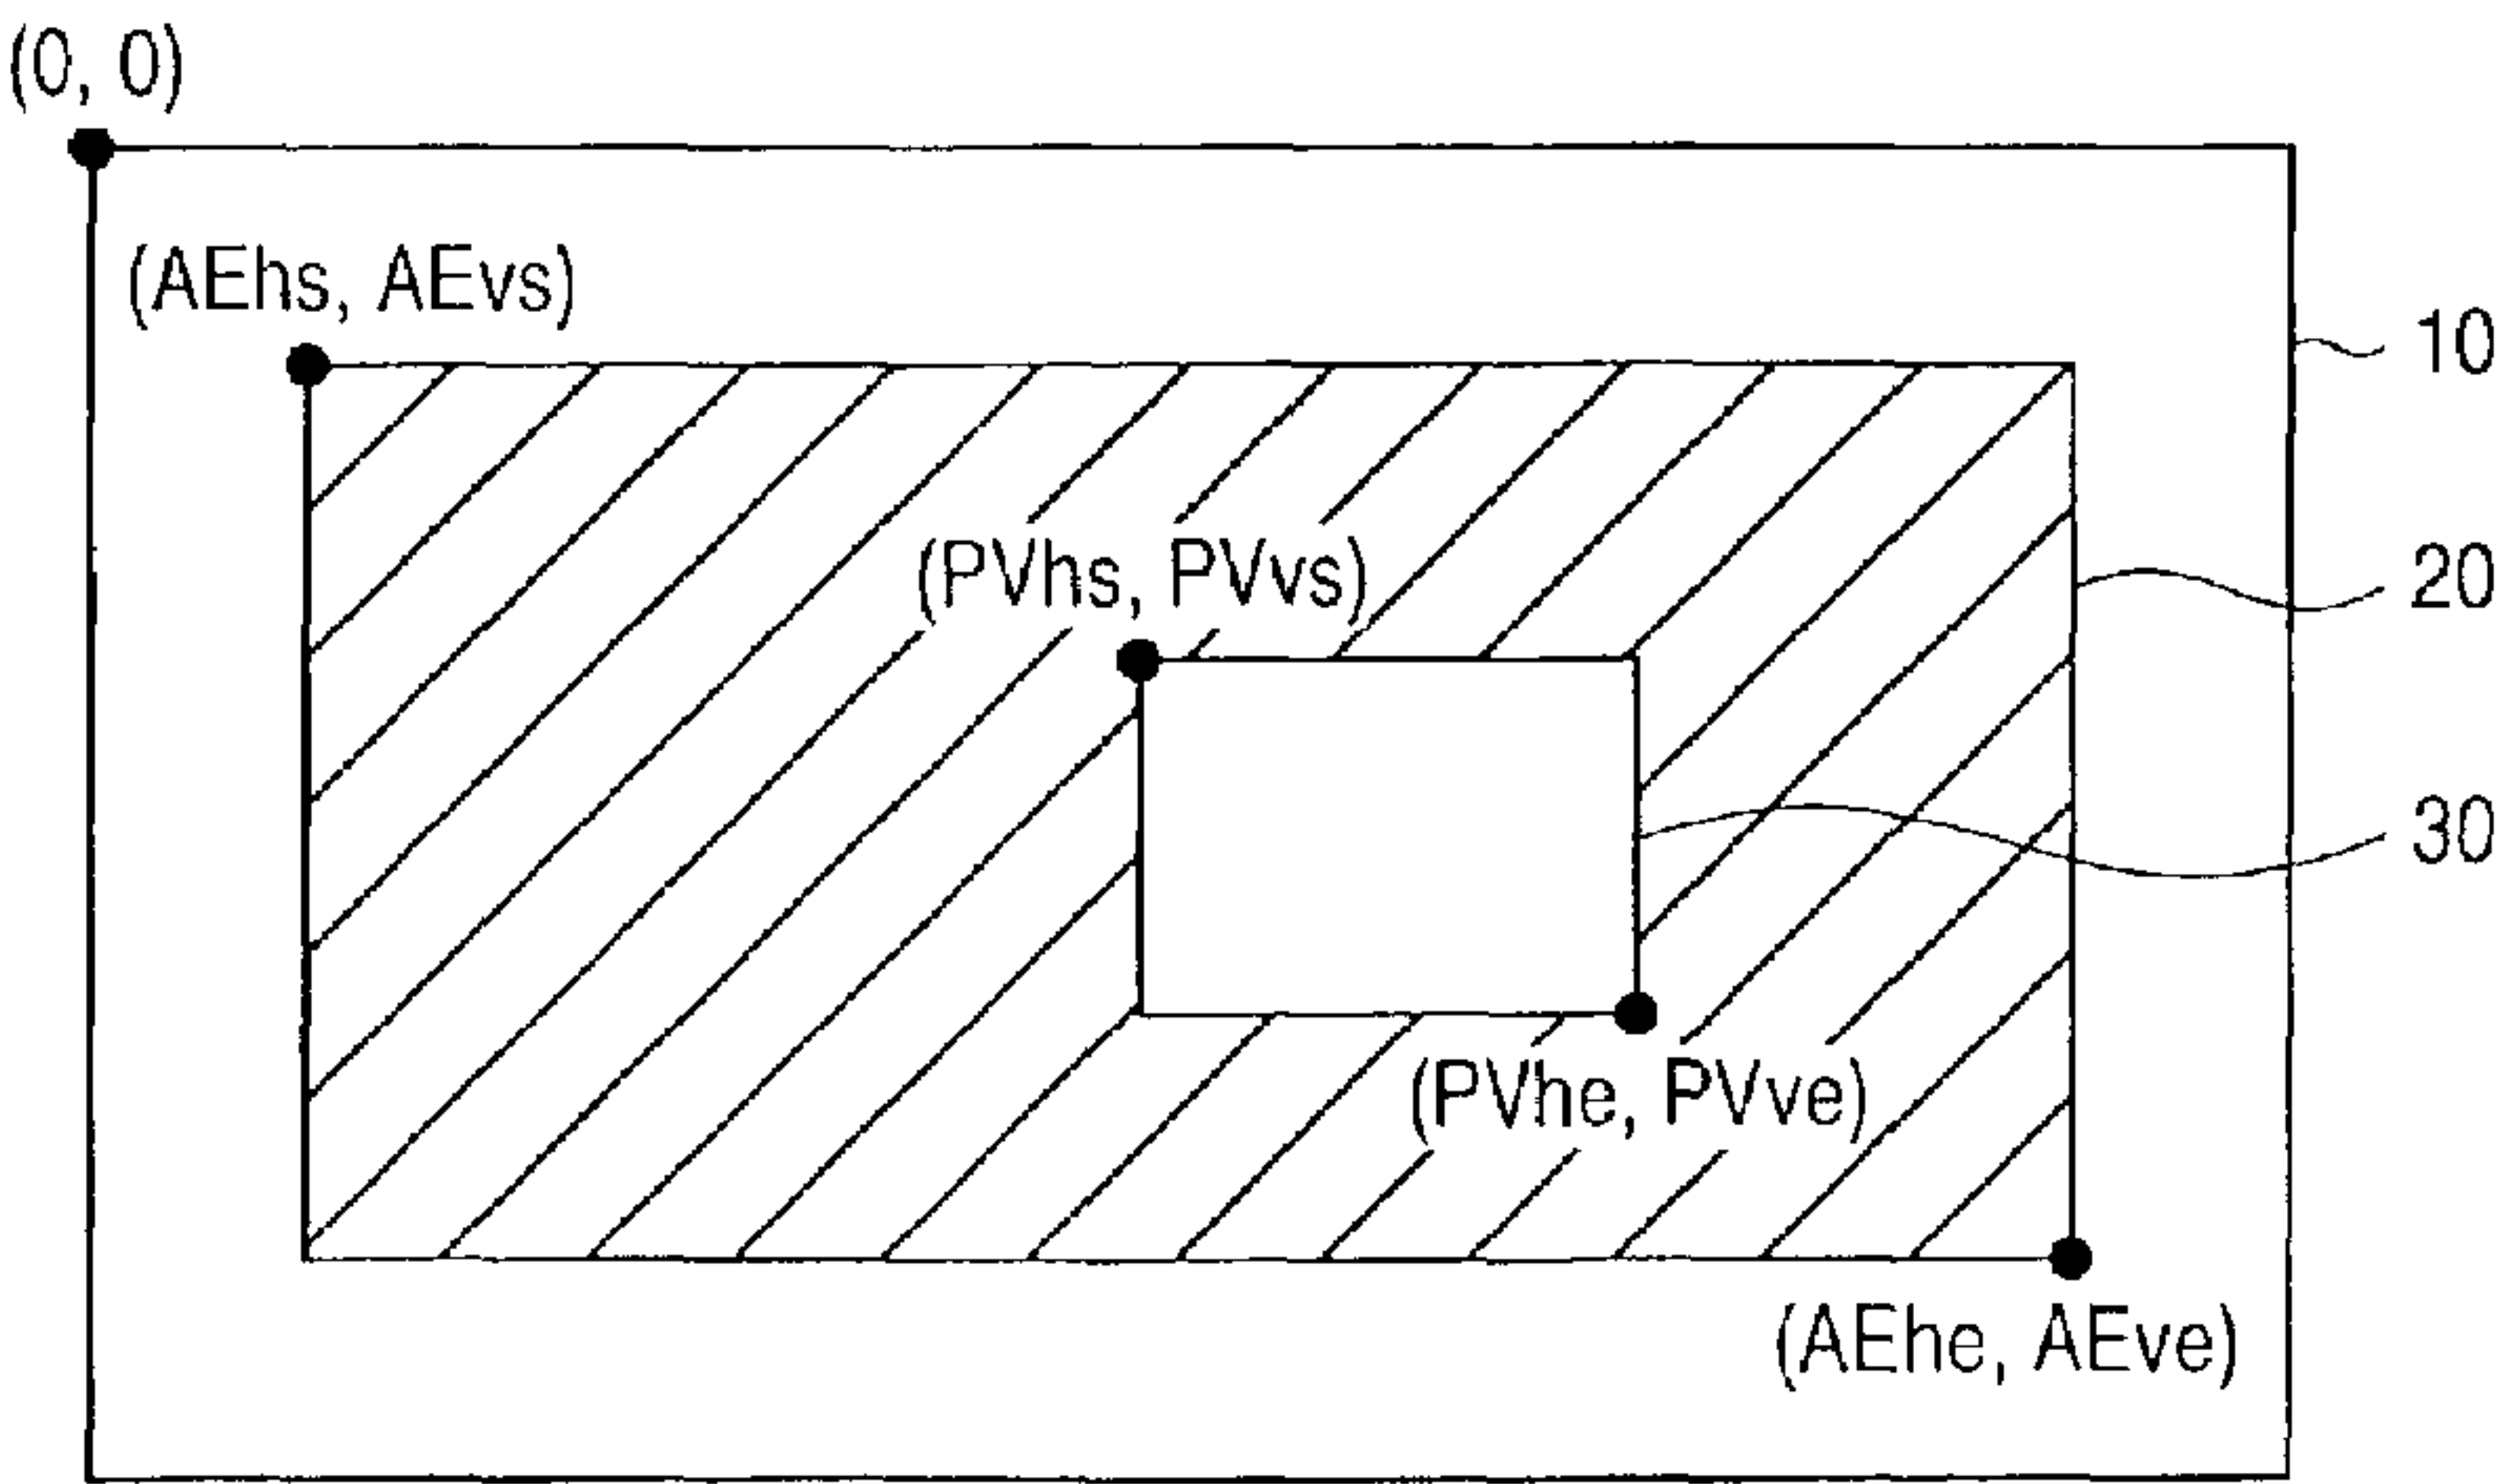 (0, 0)
(AEhs, AEvs)
10
(PVhs, PVvs)
20
30
(PVhe, PVve)
(AEhe, AEve)